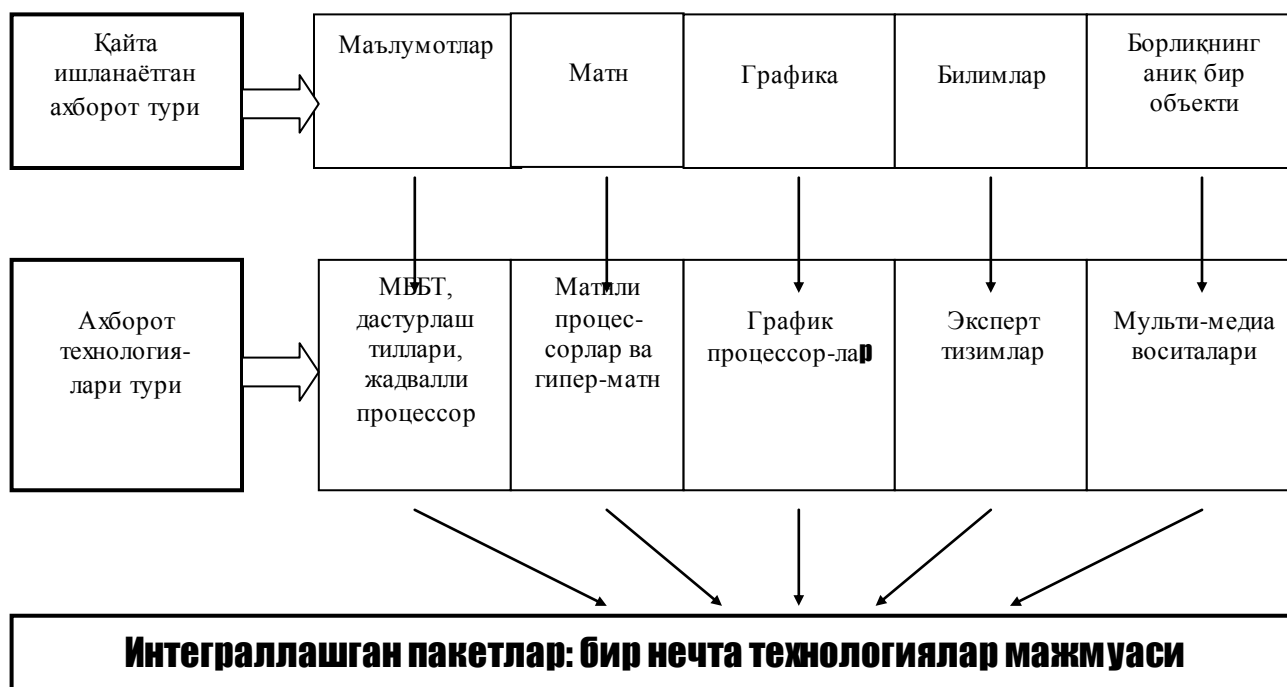 Қайта
ишланаётган
ахборот тури
Маълумотлар
Матн
Графика
Билимлар
Борлиқнинг
аниқ бир
объекти
Ахборот
технология-
лари тури
МББТ,
дастурлаш
тиллари,
жадвалли
процессор
Матнли
процес-
сорлар ва
гипер-матн
График
процессор-лар
Эксперт
тизимлар
Мульти-медиа
воситалари
Интеграллашган пакетлар: бир нечта технологиялар мажмуаси